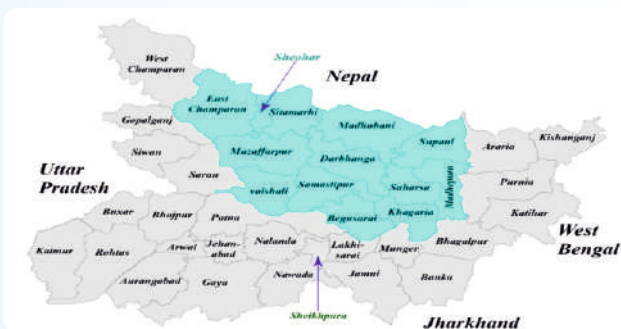 West
Champaran
Sheohar
Nepal
East
Champaran
Sitamarhi
Gopalganj
Madhubani
Supaul
Kishanganj
Araria
Siwan
Muzaffarpur
Darbhanga
Uttar
Pradesh
Saran
Madhepura
Purnia
vaishali
Samastipur
Saharsa
Buxar
Bhojpur
Patna
Begusarai
Khagaria
Katihar
West
Bengal
Kaimur
Rohtas
Arwal
Jehan-
abad
Nalanda
Lakhi-
sarai
Munger
Bhagalpur
Aurangabad
Gaya
Nawada
Jamui
Banka
Sheikhpura
Jharkhand